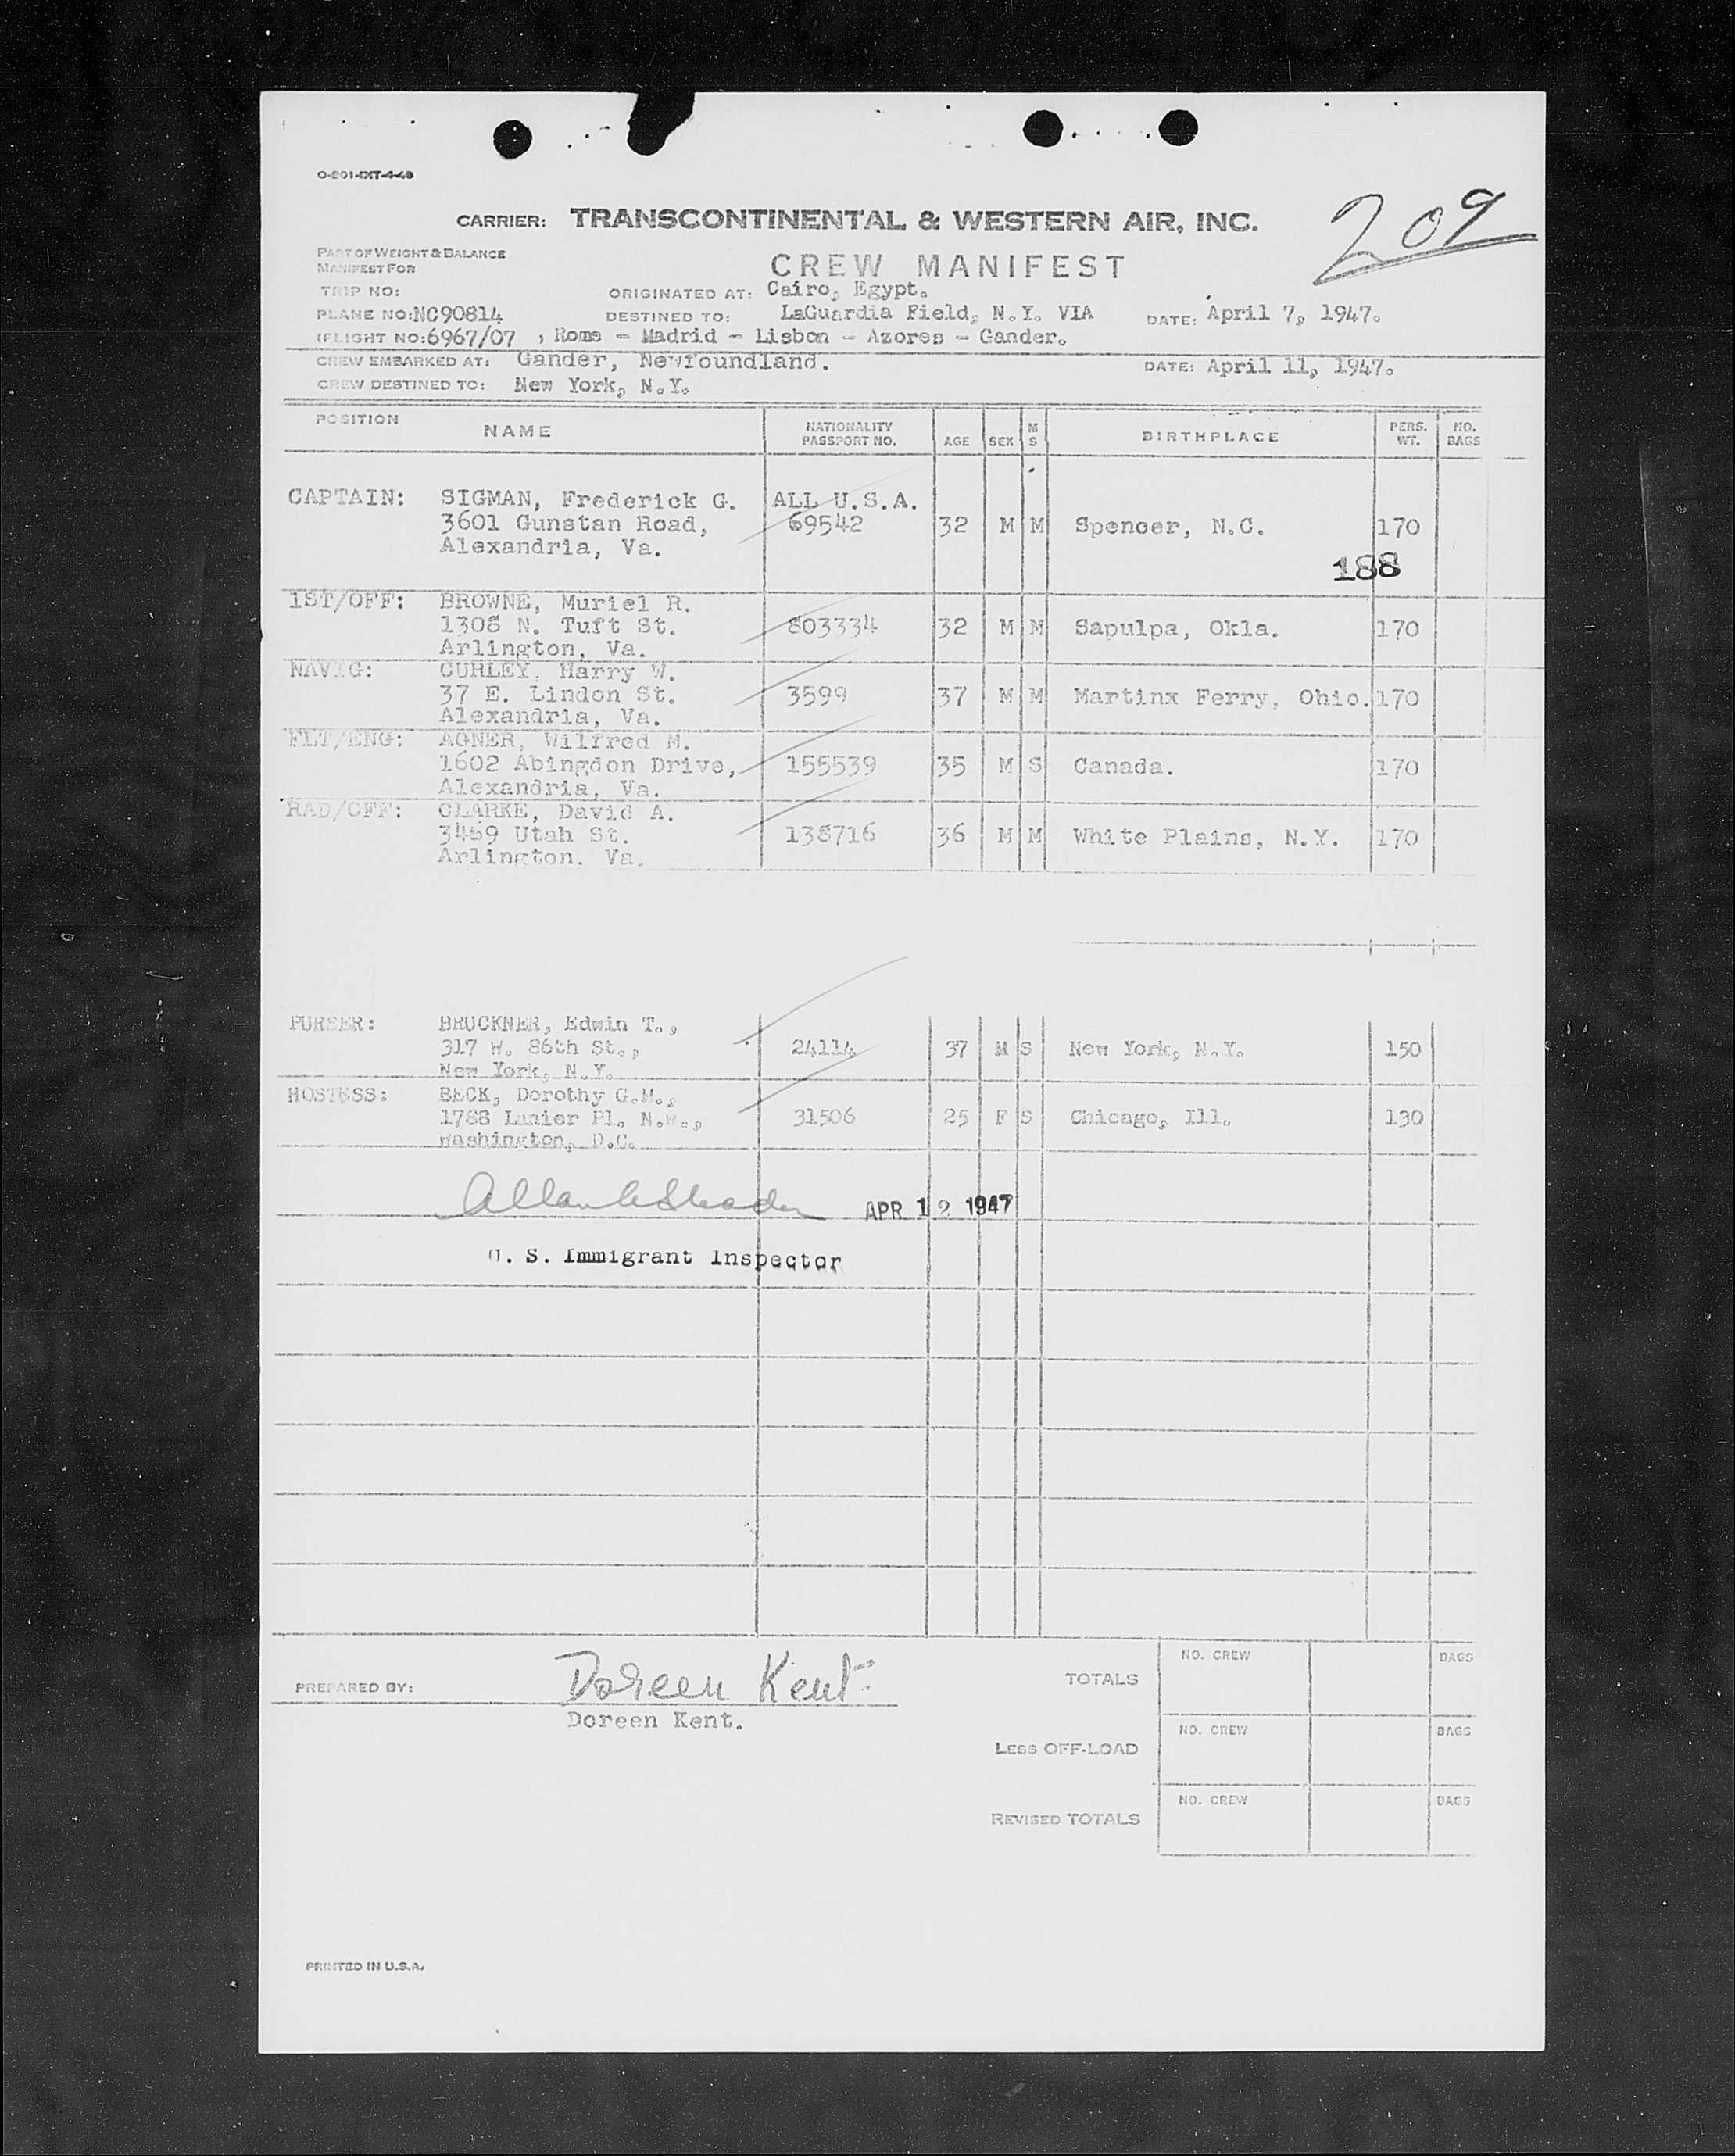 O-801-INT-4-46
209
CARRIER: TRANSCONTINENTAL & WESTERN AIR, INC.
PART OF WEIGHT & BALANCE
MANIFEST FOR
CREW MANIFEST
TRIP NO: ORIGINATED AT: Cairo, Egypt.
PLANE NO: NC90814 DESTINED TO: LaGuardia Field, N.Y. VIA DATE: April 7, 1947.
(FLIGHT NO: 6967/07 , Rome - Madrid - Lisbon - Azores - Gander.
CREW EMBARKED AT: Gander, Newfoundland. DATE: April 11, 1947.
CREW DESTINED TO: New York, N.Y.
POSITION NAME NATIONALITY PASSPORT NO. AGE SEX M S BIRTHPLACE PERS. WT. NO. BAGS
CAPTAIN: SIGMAN, Frederick G. ALL U.S.A.
3601 Gunstan Road, 69542 32 M M Spencer, N.C. 170
Alexandria, Va.
188
1ST/OFF: BROWNE, Muriel R.
1308 N. Tuft St. 803334 32 M M Sapulpa, Okla. 170
Arlington, Va.
NAVIG: CURLEY, Harry W.
37 E. Lindon St. 3599 37 M M Martinx Ferry, Ohio. 170
Alexandria, Va.
FLT/ENG: AGNER, Wilfred M.
1602 Abingdon Drive, 155539 35 M S Canada. 170
Alexandria, Va.
RAD/OFF: CLARKE, David A.
Utah St. 138716 36 M M White Plains, N.Y. 170
Arlington. Va.
PURSER: BRUCKNER, Edwin T.,
317 W. 86th St., 24114 37 M S New York, N.Y. 150
New York, N.Y.
HOSTESS: BECK, Dorothy G.M.,
1788 Lanier Pl. N.W., 31506 25 F S Chicago, Ill. 130
Washington, D.C.
APR 12 1947
U. S. Immigrant Inspector
PREPARED BY: Doreen Kent.
Doreen Kent.
TOTALS NO. CREW BAGS
LESS OFF-LOAD NO. CREW BAGS
REVISED TOTALS NO. CREW BAGS
PRINTED IN U.S.A.